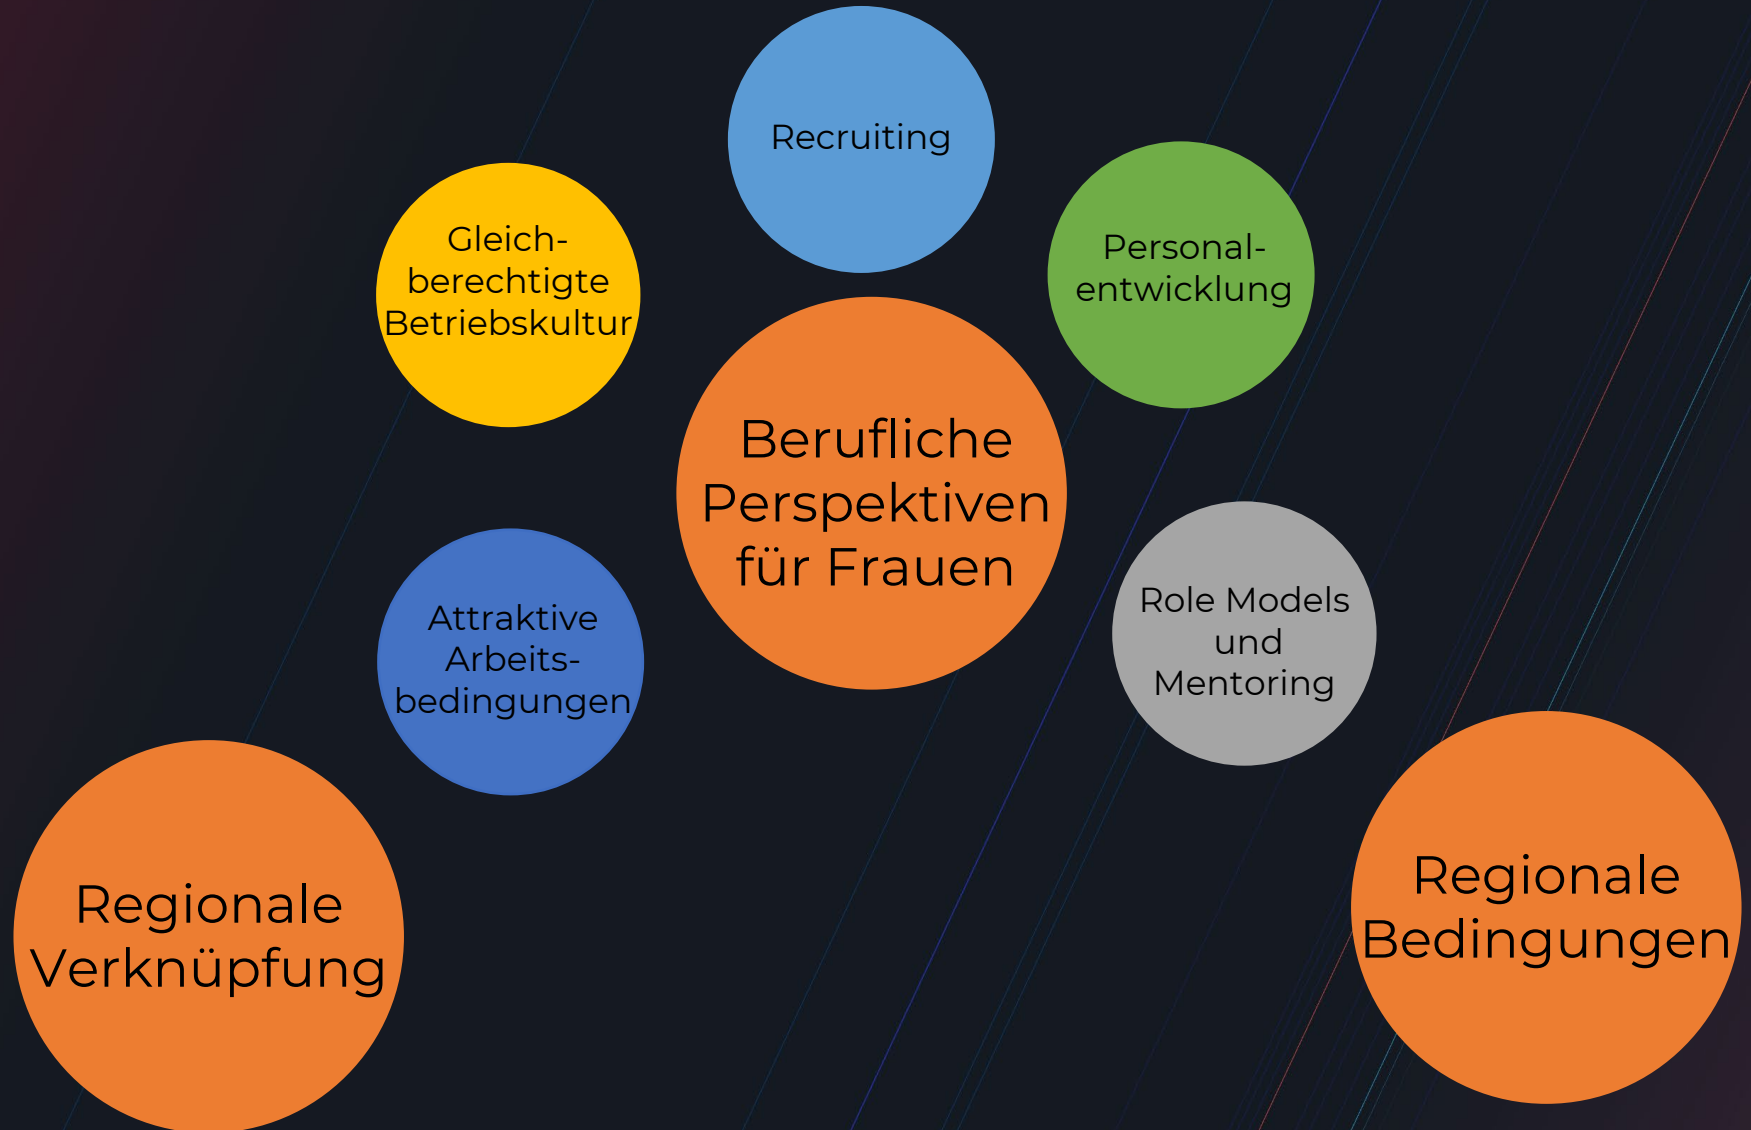 Recruiting
Gleich-
berechtigte
Betriebskultur
Personal-
entwicklung
Berufliche
Perspektiven
für Frauen
Attraktive
Arbeits-
bedingungen
Role Models
und
Mentoring
Regionale
Verknüpfung
Regionale
Bedingungen